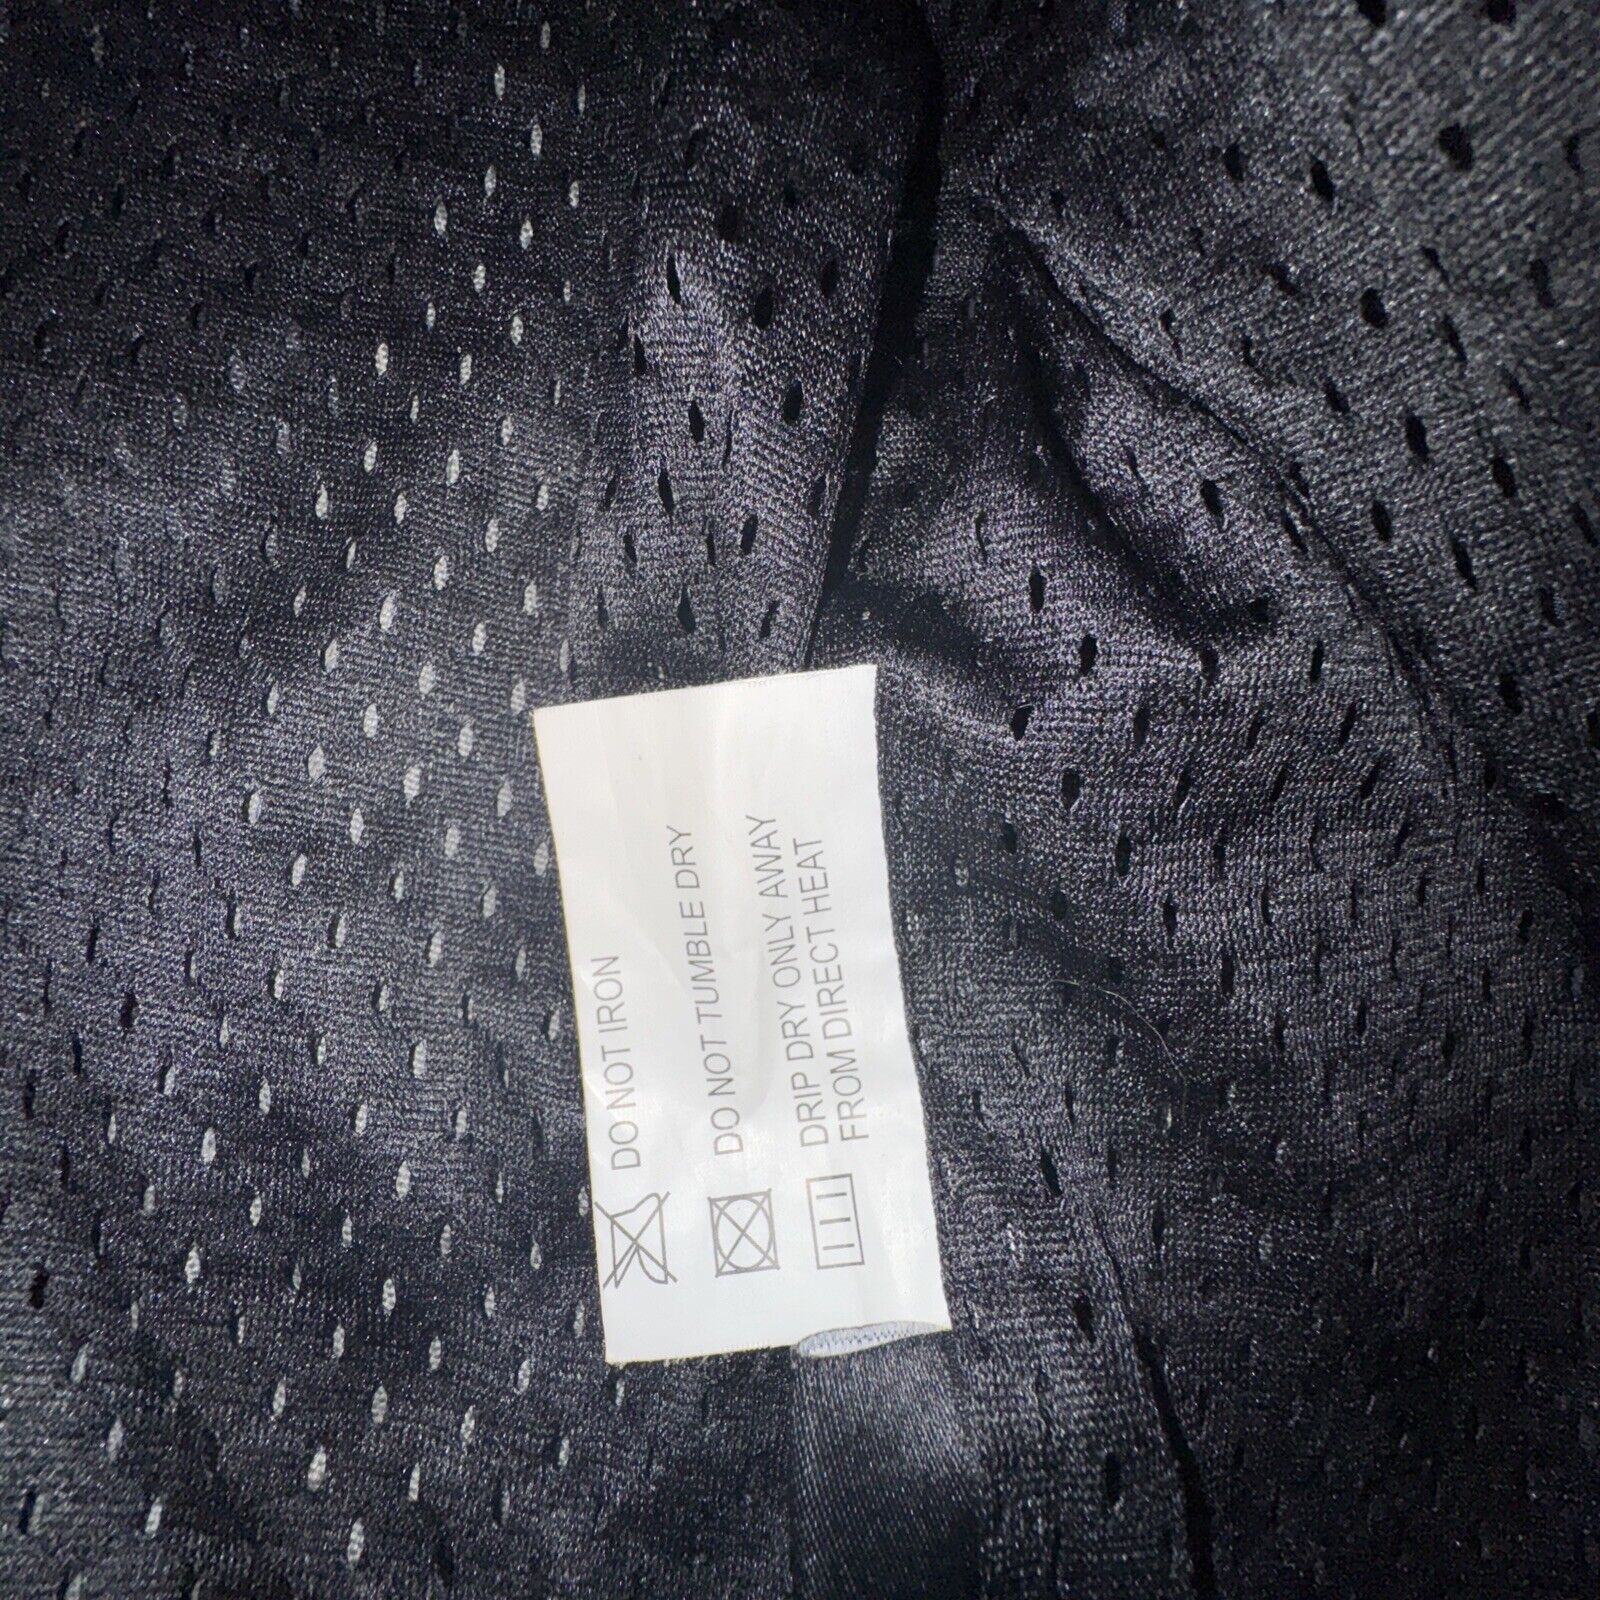 DO NOT IRON
DO NOT TUMBLE DRY
DRIP DRY ONLY AWAY
FROM DIRECT HEAT